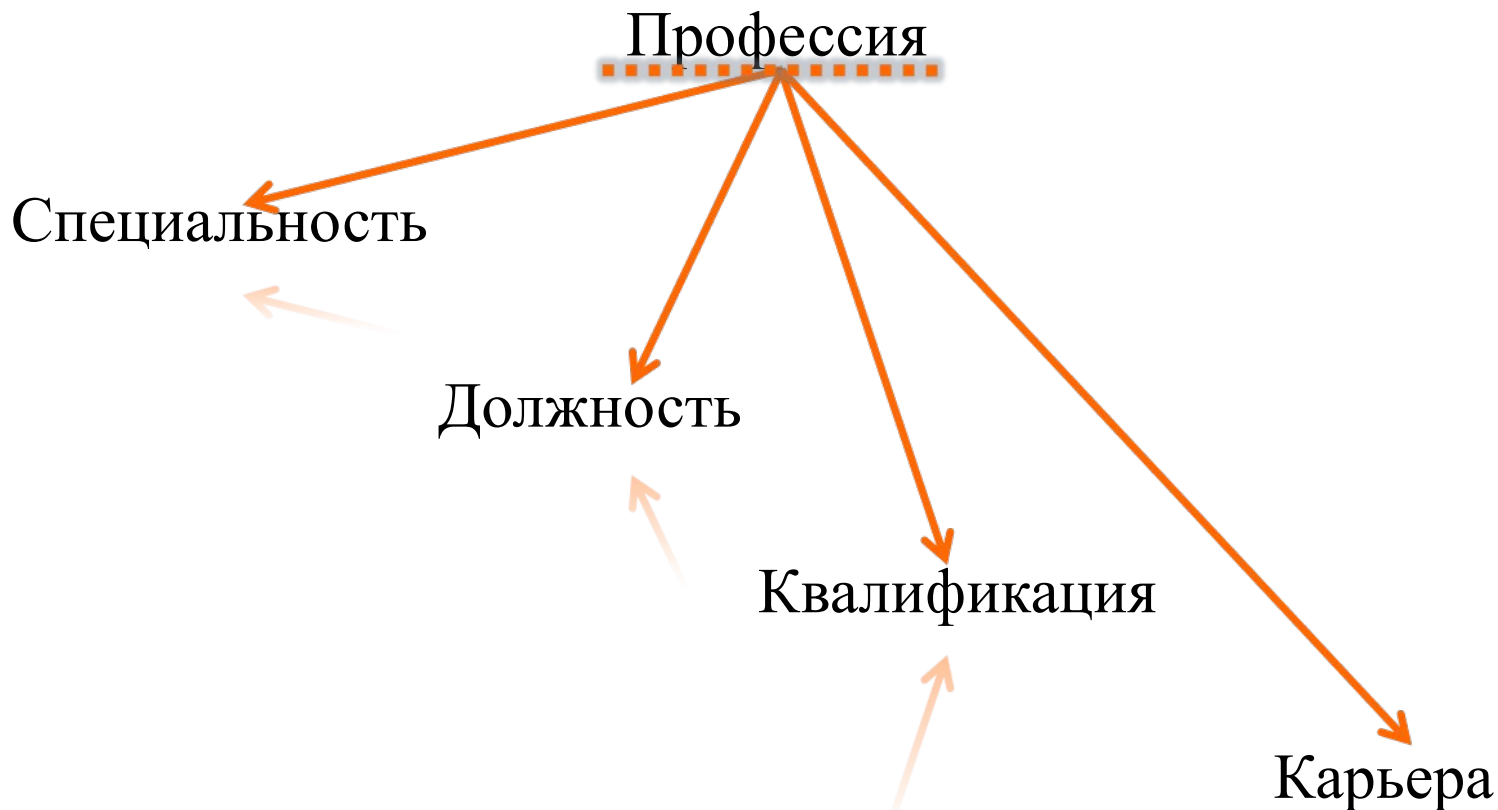 Профессия
Специальность
Должность
Квалификация
Карьера